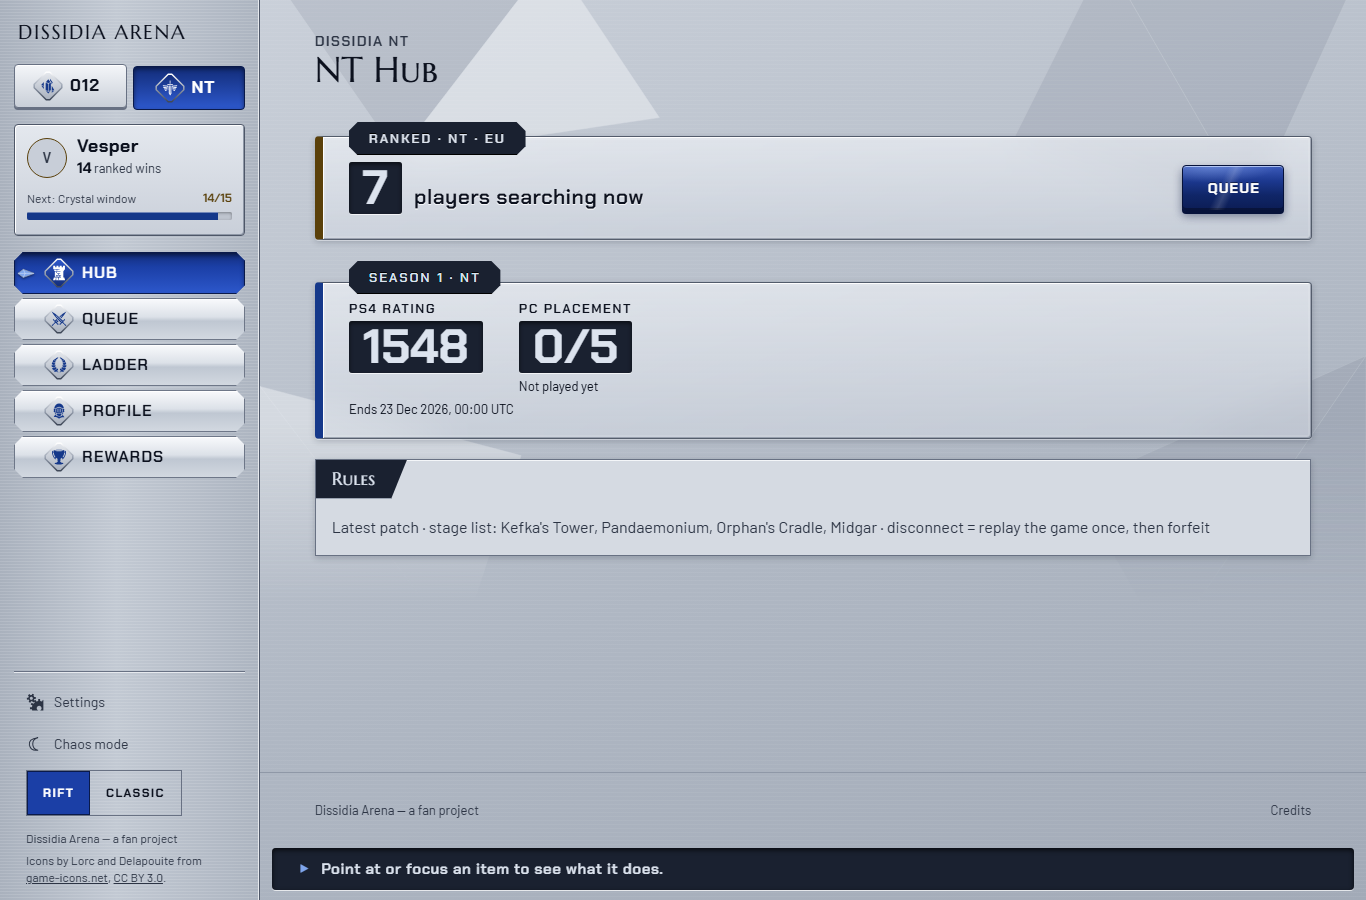 DISSIDIA ARENA
012
NT
V
Vesper
14 ranked wins
Next: Crystal window
14/15
HUB
QUEUE
LADDER
PROFILE
REWARDS
Settings
Chaos mode
RIFT
CLASSIC
Dissidia Arena — a fan project
Icons by Lorc and Delapouite from
game-icons.net, CC BY 3.0.
DISSIDIA NT
NT Hub
RANKED · NT · EU
7 players searching now
QUEUE
SEASON 1 · NT
PS4 RATING
1548
PC PLACEMENT
0/5
Not played yet
Ends 23 Dec 2026, 00:00 UTC
Rules
Latest patch · stage list: Kefka's Tower, Pandaemonium, Orphan's Cradle, Midgar · disconnect = replay the game once, then forfeit
Dissidia Arena — a fan project
Credits
Point at or focus an item to see what it does.